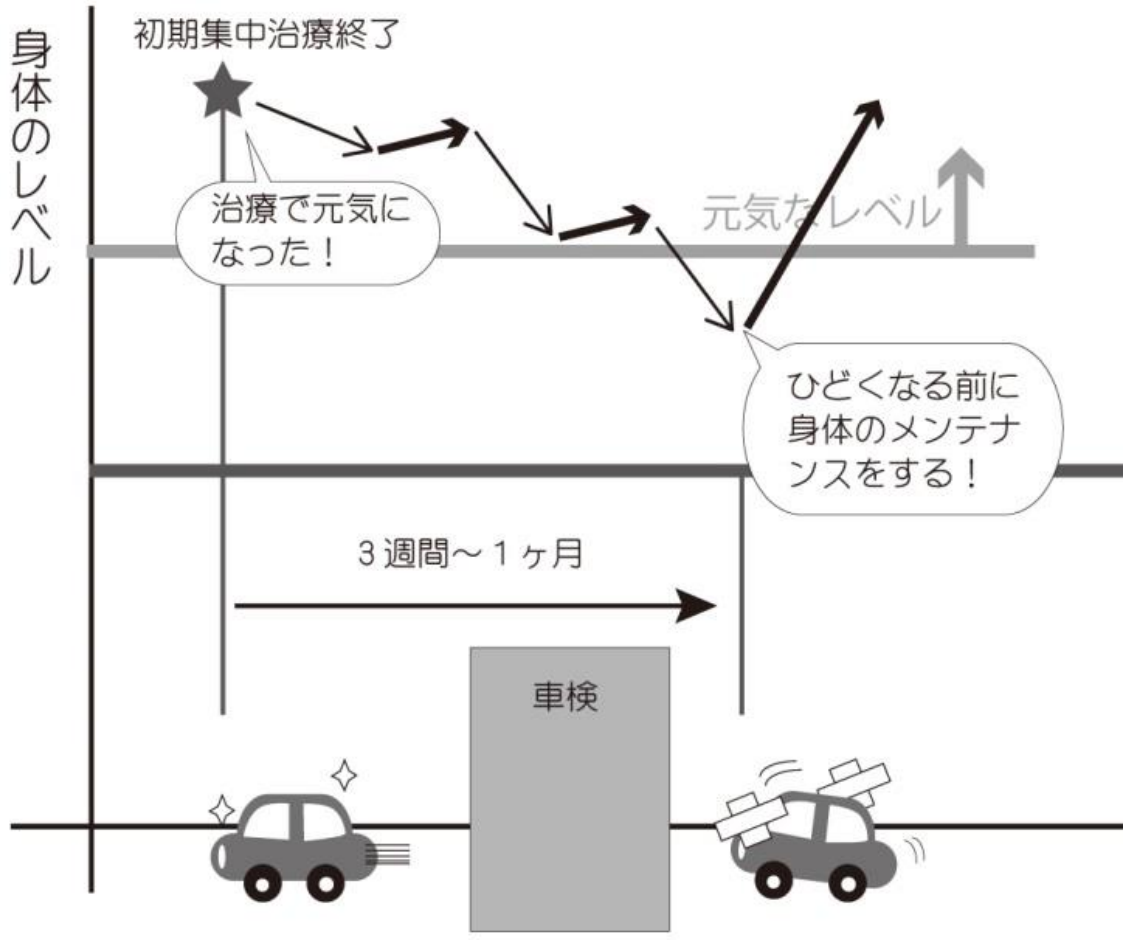 身体のレベル
初期集中治療終了
治療で元気に
なった！
元気なレベル
ひどくなる前に
身体のメンテナ
ンスをする！
３週間～１ヶ月
車検